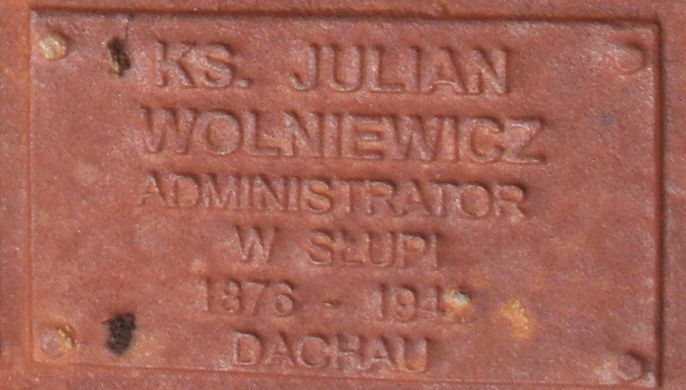 KS. JULIAN
WOLNIEWICZ
ADMINISTRATOR
W SŁUPI
1876 -
DACHAU